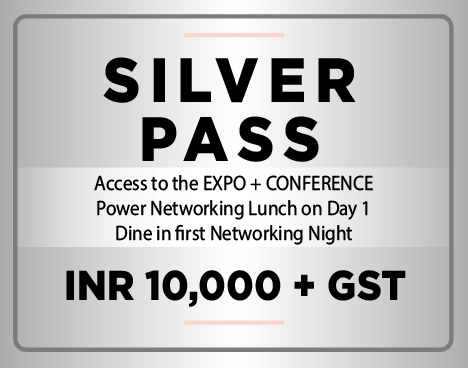 SILVER
PASS
Access to the EXPO + CONFERENCE
Power Networking Lunch on Day 1
Dine in first Networking Night
INR 10,000 + GST